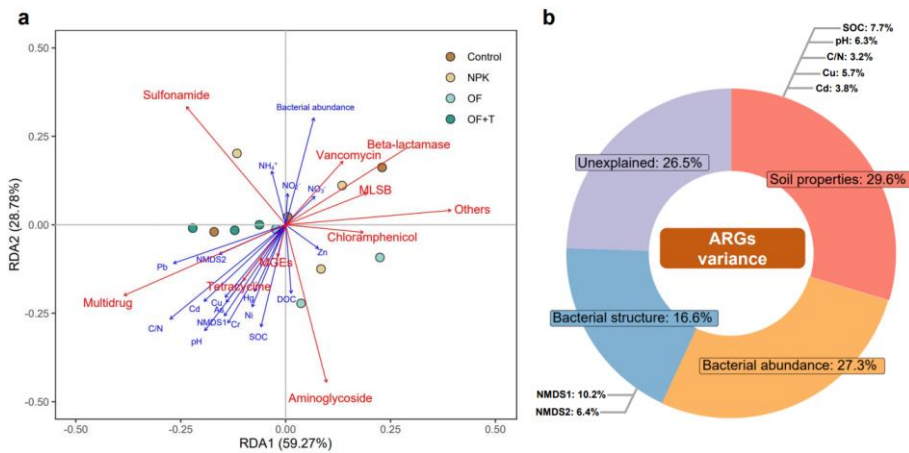 a
b
0.50
0.25
0.00
-0.25
-0.50
RDA2 (28.78%)
-0.50
-0.25
0.00
0.25
0.50
RDA1 (59.27%)
Control
NPK
OF
OF+T
Sulfonamide
Bacterial abundance
Beta-lactamase
Vancomycin
NH₄⁺
NO₂⁻
NO₃⁻
MLSB
Others
Chloramphenicol
Zn
NMDS2
MGEs
Pb
Tetracycline
Multidrug
Cd
Cu
As
Hg
Ni
DOC
C/N
NMDS1
Cr
pH
SOC
Aminoglycoside
SOC: 7.7%
pH: 6.3%
C/N: 3.2%
Cu: 5.7%
Cd: 3.8%
Unexplained: 26.5%
Soil properties: 29.6%
ARGs
variance
Bacterial structure: 16.6%
Bacterial abundance: 27.3%
NMDS1: 10.2%
NMDS2: 6.4%